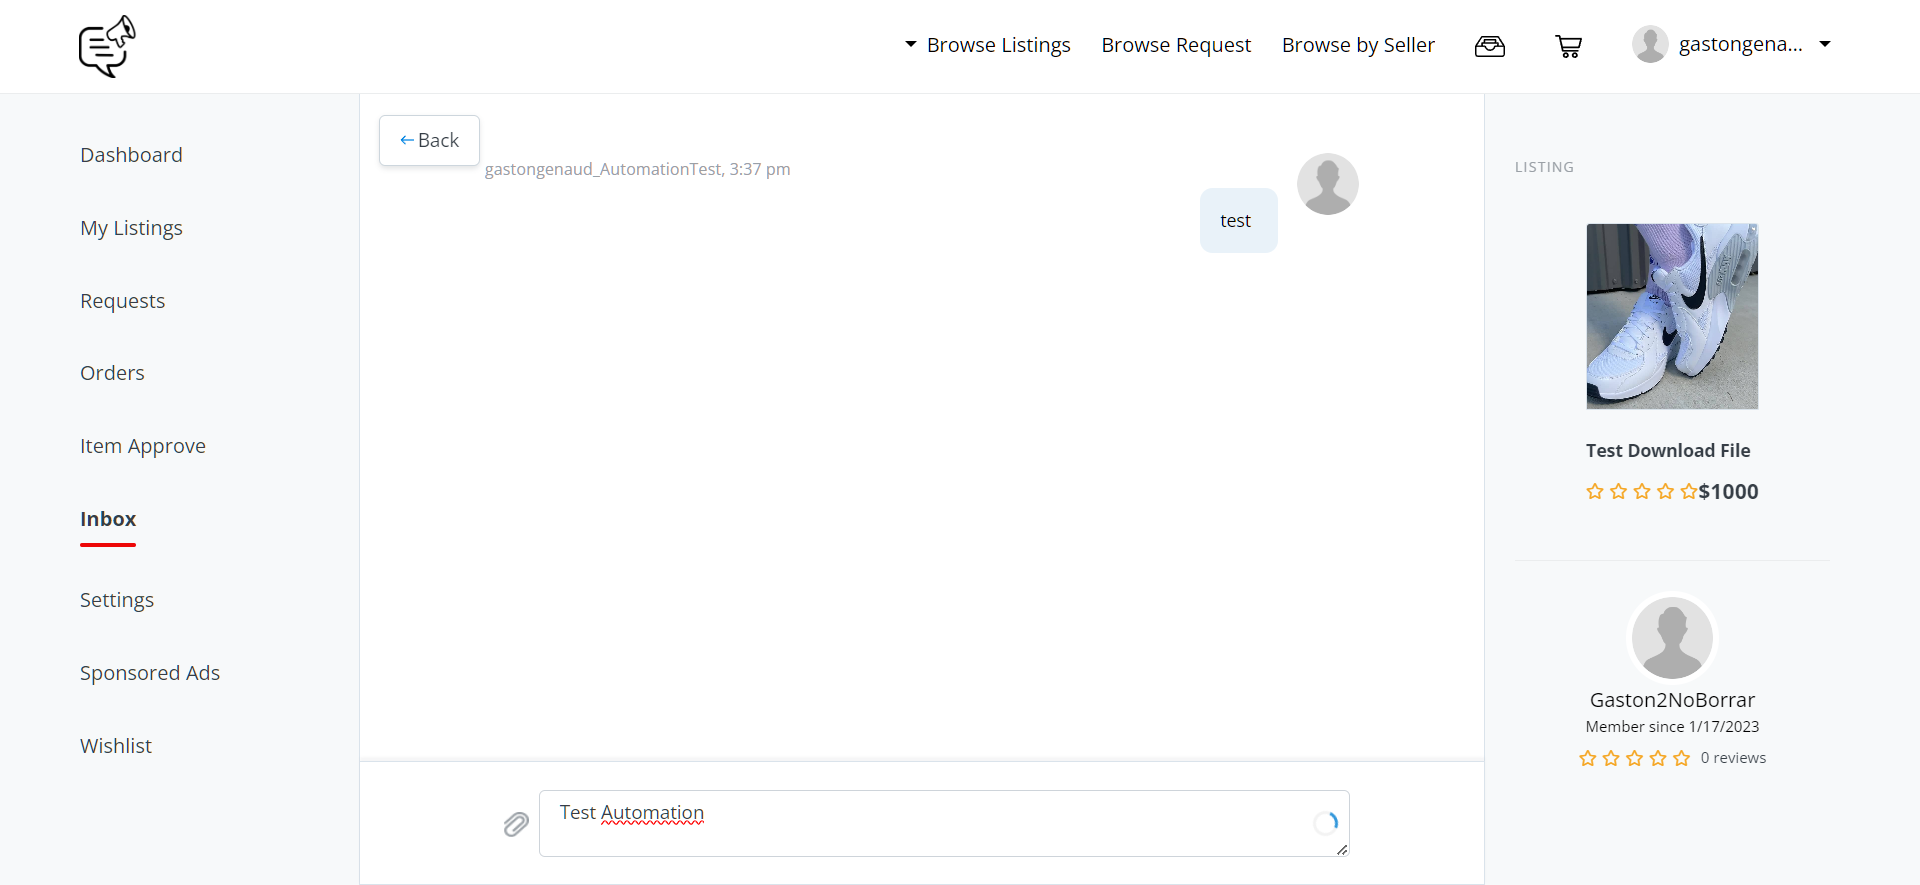 Browse Listings
Browse Request
Browse by Seller
gastongena...
Dashboard
My Listings
Requests
Orders
Item Approve
Inbox
Settings
Sponsored Ads
Wishlist
Back
gastongenaud_AutomationTest, 3:37 pm
test
Test Automation
LISTING
Test Download File
$1000
Gaston2NoBorrar
Member since 1/17/2023
0 reviews